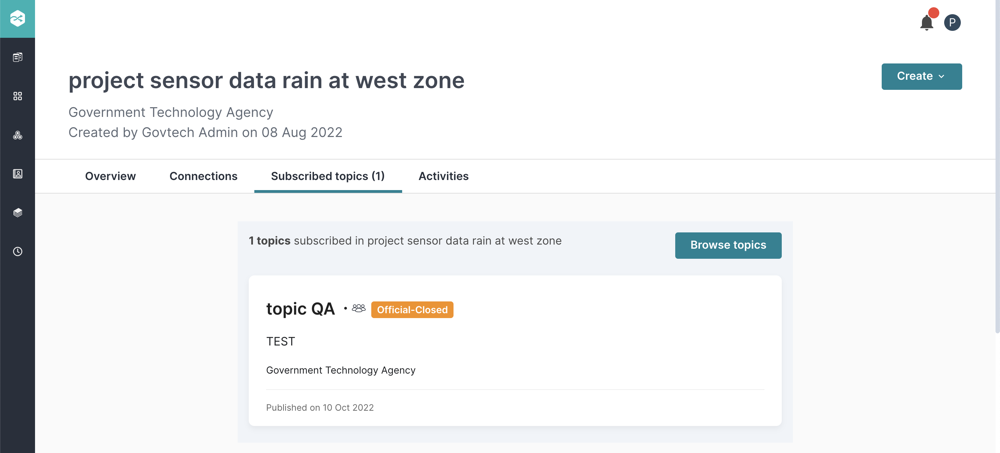 P
project sensor data rain at west zone
Create
Government Technology Agency
Created by Govtech Admin on 08 Aug 2022
Overview Connections Subscribed topics (1) Activities
1 topics subscribed in project sensor data rain at west zone
Browse topics
topic QA · Official-Closed
TEST
Government Technology Agency
Published on 10 Oct 2022